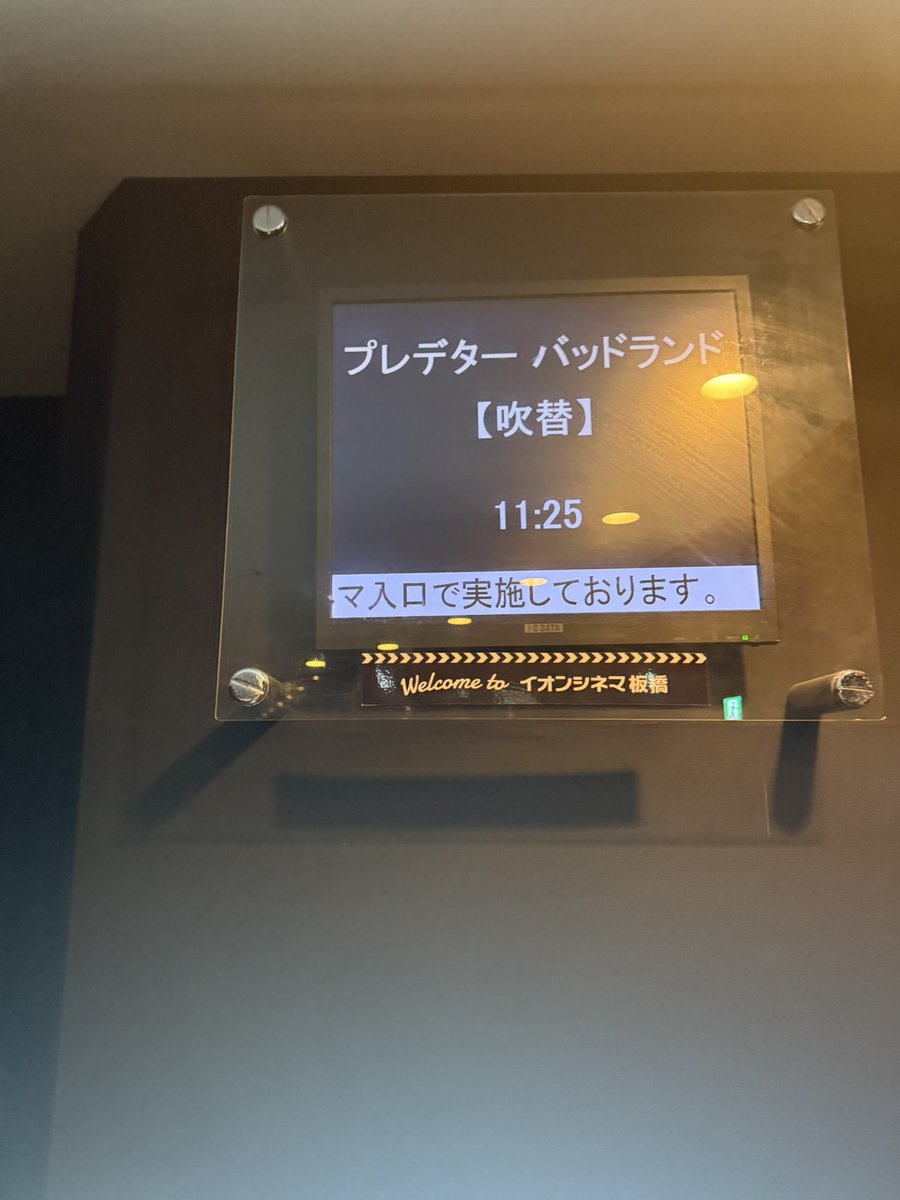 プレデター バッドランド
【吹替】
11:25
マ入口で実施しております。
I-O DATA
Welcome to イオンシネマ板橋